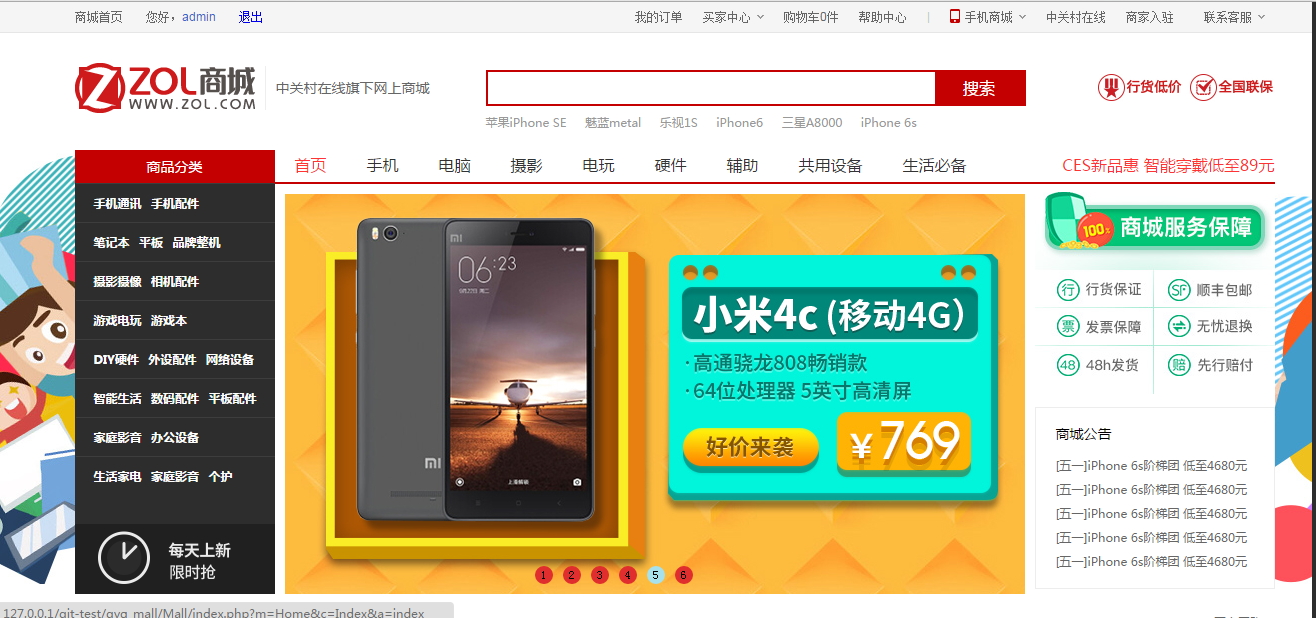 商城首页 您好，admin 退出 我的订单 买家中心 购物车0件 帮助中心 | 手机商城 中关村在线 商家入驻 联系客服
ZOL商城
WWW.ZOL.COM
中关村在线旗下网上商城
搜索
行货低价 全国联保
苹果iPhone SE 魅蓝metal 乐视1S iPhone6 三星A8000 iPhone 6s
商品分类 首页 手机 电脑 摄影 电玩 硬件 辅助 共用设备 生活必备 CES新品惠 智能穿戴低至89元
手机通讯 手机配件
笔记本 平板 品牌整机
摄影摄像 相机配件
游戏电玩 游戏本
DIY硬件 外设配件 网络设备
智能生活 数码配件 平板配件
家庭影音 办公设备
生活家电 家庭影音 个护
每天上新
限时抢
mi
06:23
mi
上海解锁
小米4c (移动4G)
·高通骁龙808畅销款
·64位处理器 5英寸高清屏
好价来袭 ¥769
1 2 3 4 5 6
100% 商城服务保障
行 行货保证 SF 顺丰包邮
票 发票保障 无忧退换
48 48h发货 赔 先行赔付
商城公告
[五一]iPhone 6s阶梯团 低至4680元
[五一]iPhone 6s阶梯团 低至4680元
[五一]iPhone 6s阶梯团 低至4680元
[五一]iPhone 6s阶梯团 低至4680元
[五一]iPhone 6s阶梯团 低至4680元
127.0.0.1/git-test/gyg_mall/Mall/index.php?m=Home&c=Index&a=index